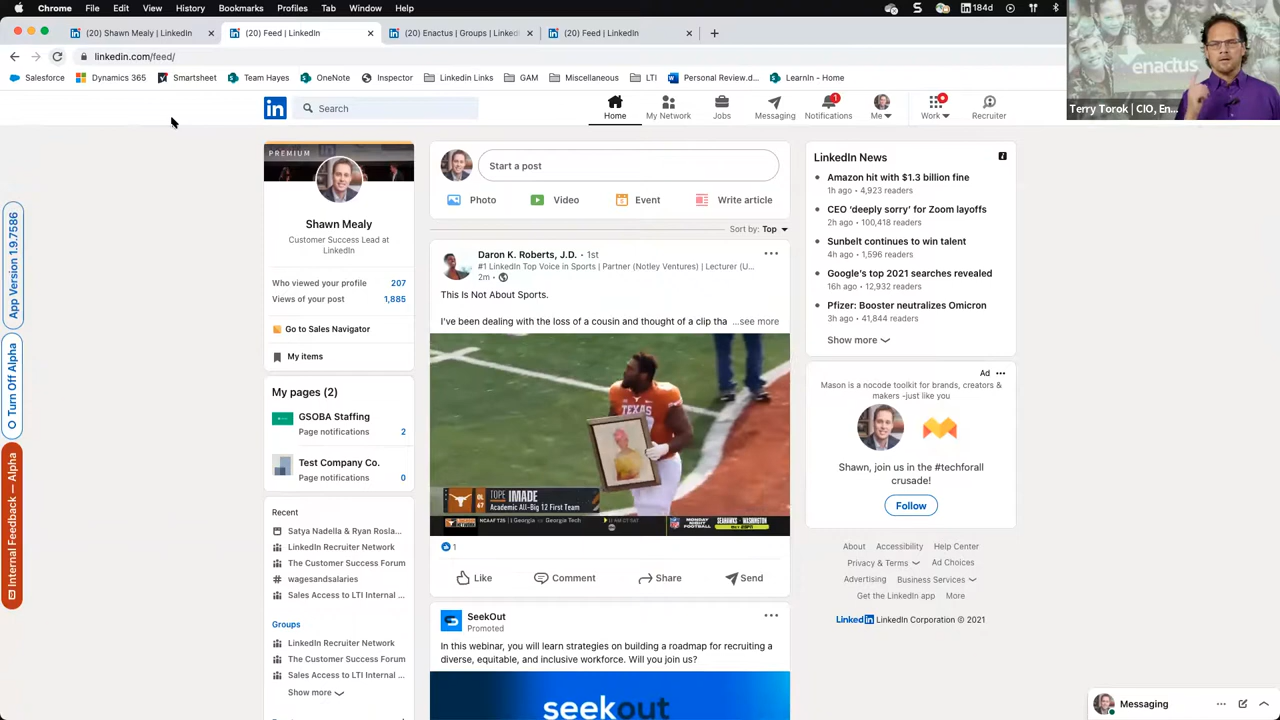 Chrome File Edit View History Bookmarks Profiles Tab Window Help
184d
(20) Shawn Mealy | LinkedIn
(20) Feed | LinkedIn
(20) Enactus | Groups | LinkedIn
(20) Feed | LinkedIn
linkedin.com/feed/
Salesforce
Dynamics 365
Smartsheet
Team Hayes
OneNote
Inspector
Linkedin Links
GAM
Miscellaneous
LTI
Personal Review.d...
LearnIn - Home
enactus
Terry Torok | CIO, En...
in
Search
Home
My Network
Jobs
Messaging
1
Notifications
Me
Work
Recruiter
App Version 1.9.7586
Turn Off Alpha
Internal Feedback — Alpha
PREMIUM
Shawn Mealy
Customer Success Lead at
LinkedIn
Who viewed your profile 207
Views of your post 1,885
Go to Sales Navigator
My items
My pages (2)
GSOBA Staffing
Page notifications 2
Test Company Co.
Page notifications 0
Recent
Satya Nadella & Ryan Rosla...
LinkedIn Recruiter Network
The Customer Success Forum
# wagesandsalaries
Sales Access to LTI Internal ...
Groups
LinkedIn Recruiter Network
The Customer Success Forum
Sales Access to LTI Internal ...
Show more
Start a post
Photo
Video
Event
Write article
Sort by: Top
Daron K. Roberts, J.D. • 1st
#1 LinkedIn Top Voice in Sports | Partner (Notley Ventures) | Lecturer (U...
2m •
This Is Not About Sports.
I've been dealing with the loss of a cousin and thought of a clip tha ...see more
TEXAS
OL
67
TOPE IMADE
Academic All-Big 12 First Team
NCAAF T25 | 1 Georgia vs Georgia Tech
MONDAY NIGHT FOOTBALL
SEAHAWKS
WASHINGTON
1
Like
Comment
Share
Send
SeekOut
Promoted
In this webinar, you will learn strategies on building a roadmap for recruiting a
diverse, equitable, and inclusive workforce. Will you join us?
seekout
LinkedIn News
Amazon hit with $1.3 billion fine
1h ago • 4,923 readers
CEO ‘deeply sorry’ for Zoom layoffs
2h ago • 100,418 readers
Sunbelt continues to win talent
4h ago • 1,596 readers
Google's top 2021 searches revealed
16h ago • 12,932 readers
Pfizer: Booster neutralizes Omicron
3h ago • 41,844 readers
Show more
Ad
Mason is a nocode toolkit for brands, creators &
makers -just like you
Shawn, join us in the #techforall
crusade!
Follow
About Accessibility Help Center
Privacy & Terms Ad Choices
Advertising Business Services
Get the LinkedIn app More
LinkedIn LinkedIn Corporation © 2021
Messaging